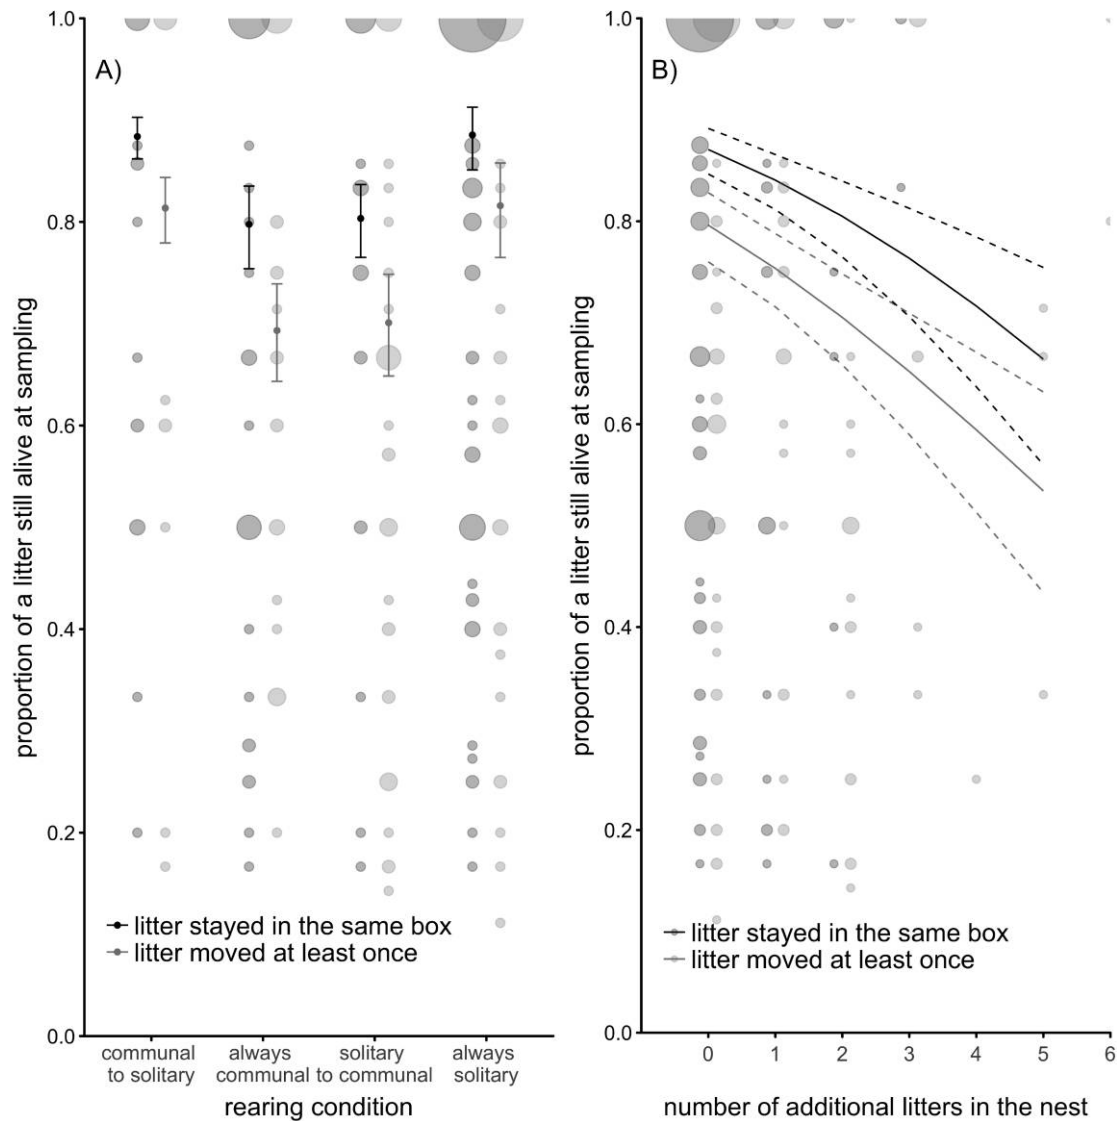 A)
proportion of a litter still alive at sampling
1.0
0.8
0.6
0.4
0.2
0.0
litter stayed in the same box
litter moved at least once
communal to solitary
always communal
solitary to communal
always solitary
rearing condition
B)
proportion of a litter still alive at sampling
1.0
0.8
0.6
0.4
0.2
0.0
litter stayed in the same box
litter moved at least once
0 1 2 3 4 5 6
number of additional litters in the nest